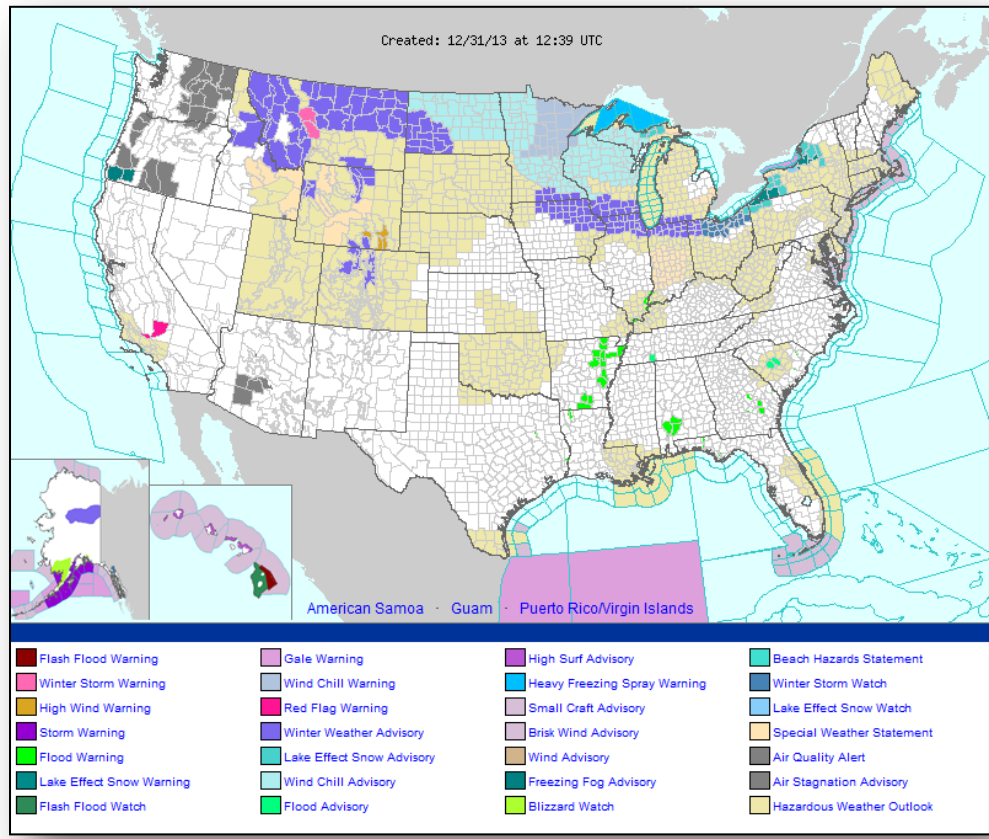 Created: 12/31/13 at 12:39 UTC
American Samoa · Guam · Puerto Rico/Virgin Islands
Flash Flood Warning
Gale Warning
High Surf Advisory
Beach Hazards Statement
Winter Storm Warning
Wind Chill Warning
Heavy Freezing Spray Warning
Winter Storm Watch
High Wind Warning
Red Flag Warning
Small Craft Advisory
Lake Effect Snow Watch
Storm Warning
Winter Weather Advisory
Brisk Wind Advisory
Special Weather Statement
Flood Warning
Lake Effect Snow Advisory
Wind Advisory
Air Quality Alert
Lake Effect Snow Warning
Wind Chill Advisory
Freezing Fog Advisory
Air Stagnation Advisory
Flash Flood Watch
Flood Advisory
Blizzard Watch
Hazardous Weather Outlook